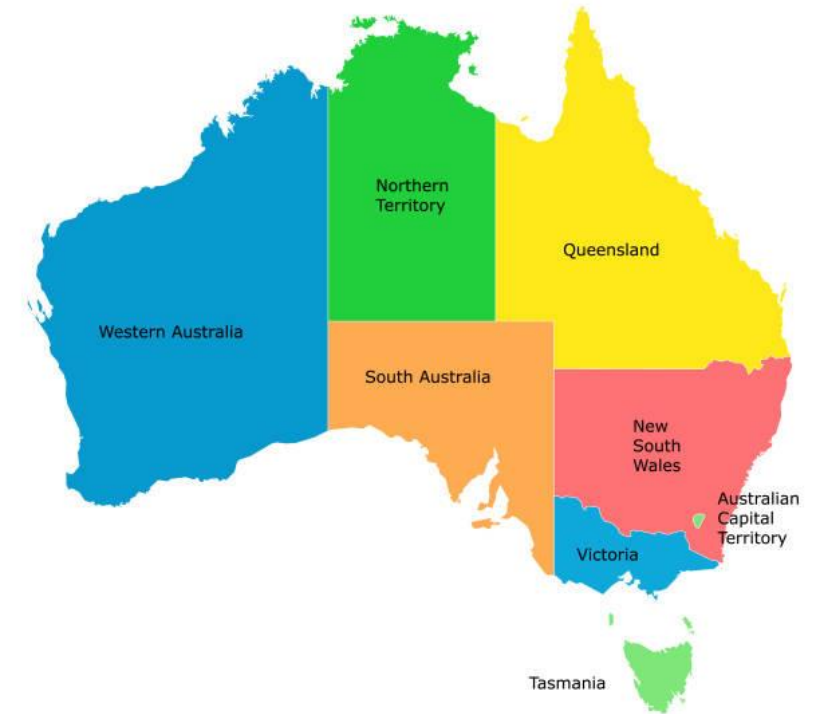 Northern
Territory
Queensland
Western Australia
South Australia
New
South
Wales
Australian
Capital
Territory
Victoria
Tasmania